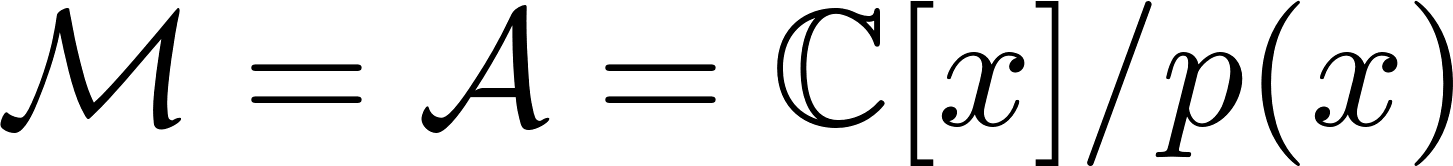 ℳ = 𝒜 = ℂ[x]/p(x)